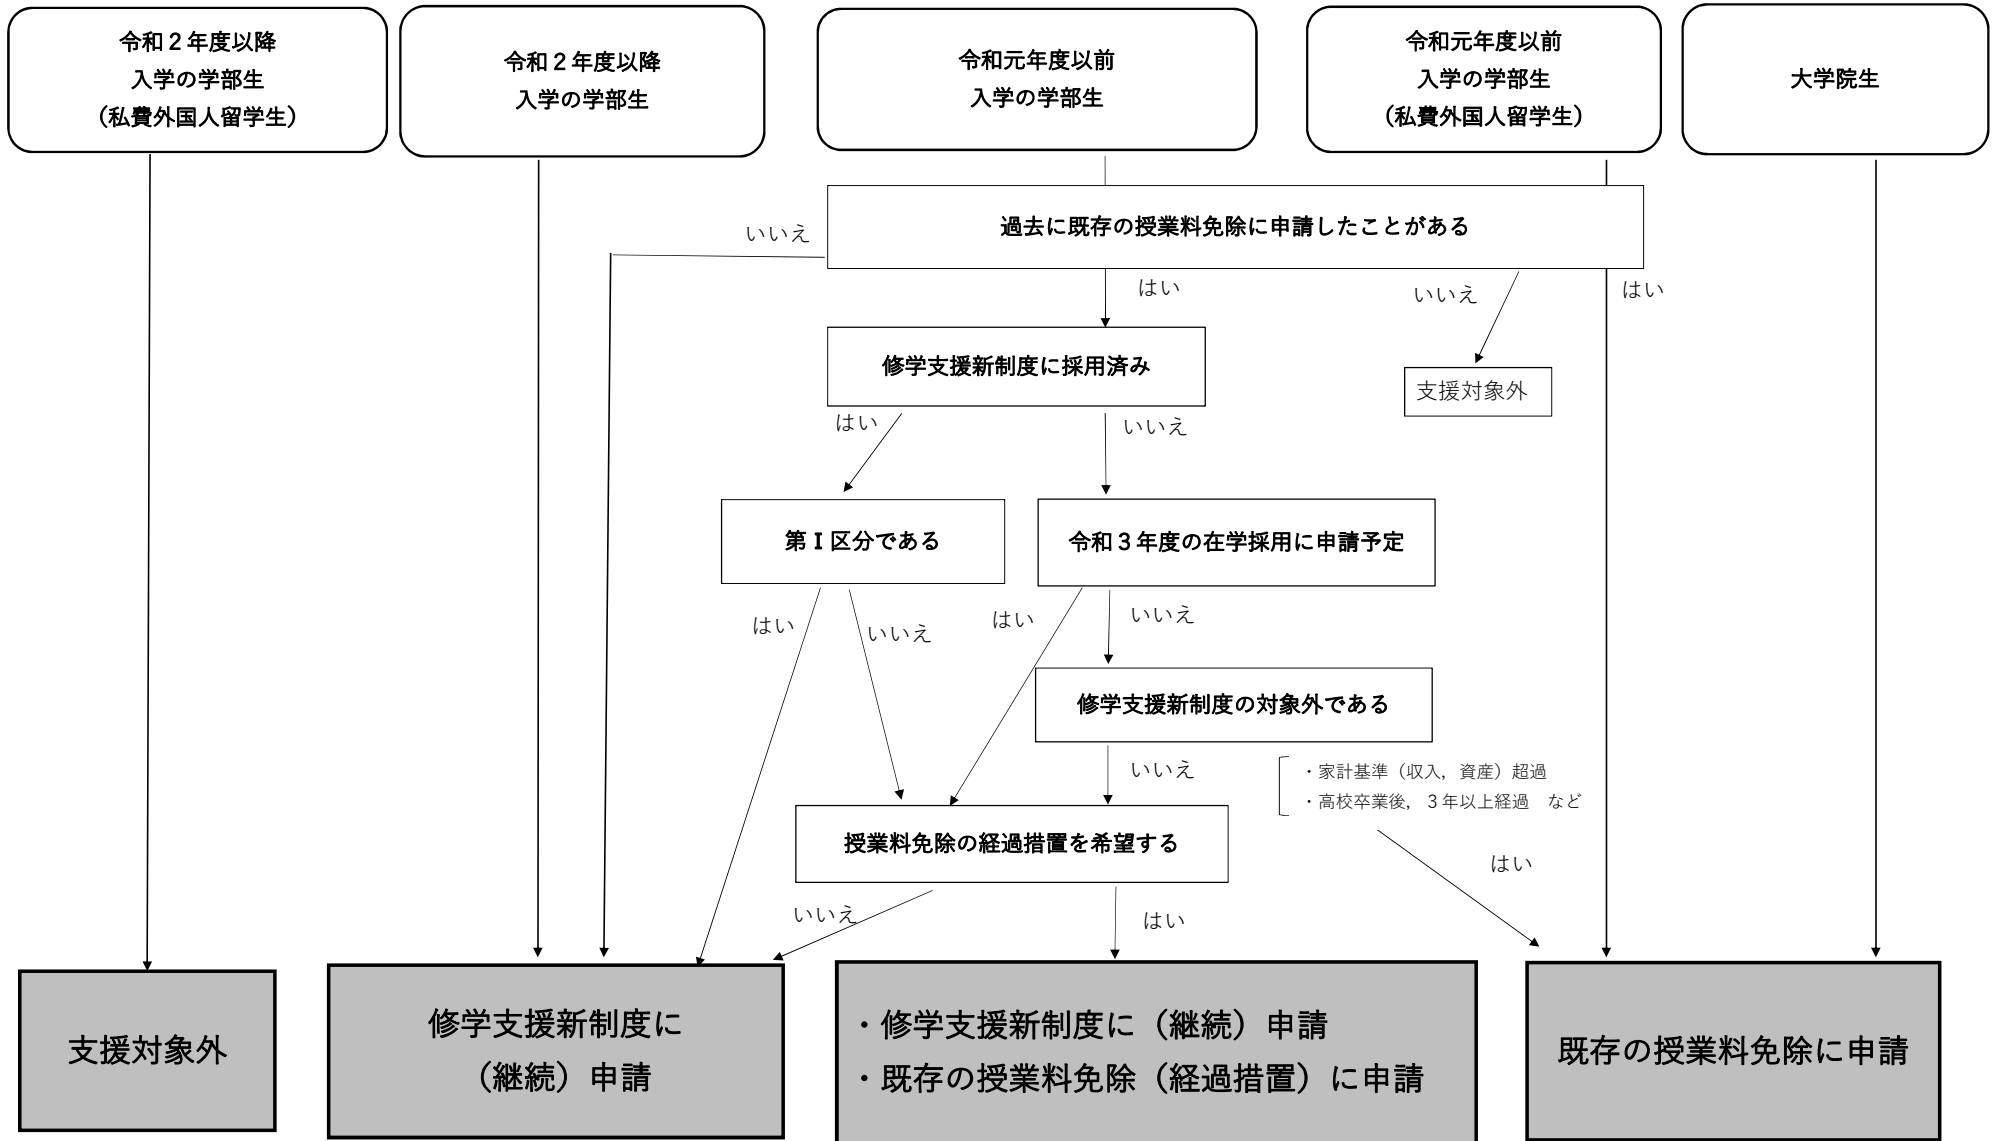 令和２年度以降
入学の学部生
（私費外国人留学生）
令和２年度以降
入学の学部生
令和元年度以前
入学の学部生
令和元年度以前
入学の学部生
（私費外国人留学生）
大学院生
過去に既存の授業料免除に申請したことがある
いいえ
はい
いいえ
はい
修学支援新制度に採用済み
支援対象外
はい
いいえ
第Ⅰ区分である
令和３年度の在学採用に申請予定
はい
いいえ
はい
いいえ
修学支援新制度の対象外である
いいえ
・家計基準（収入，資産）超過
・高校卒業後，３年以上経過　など
授業料免除の経過措置を希望する
はい
いいえ
はい
支援対象外
修学支援新制度に
（継続）申請
・修学支援新制度に（継続）申請
・既存の授業料免除（経過措置）に申請
既存の授業料免除に申請